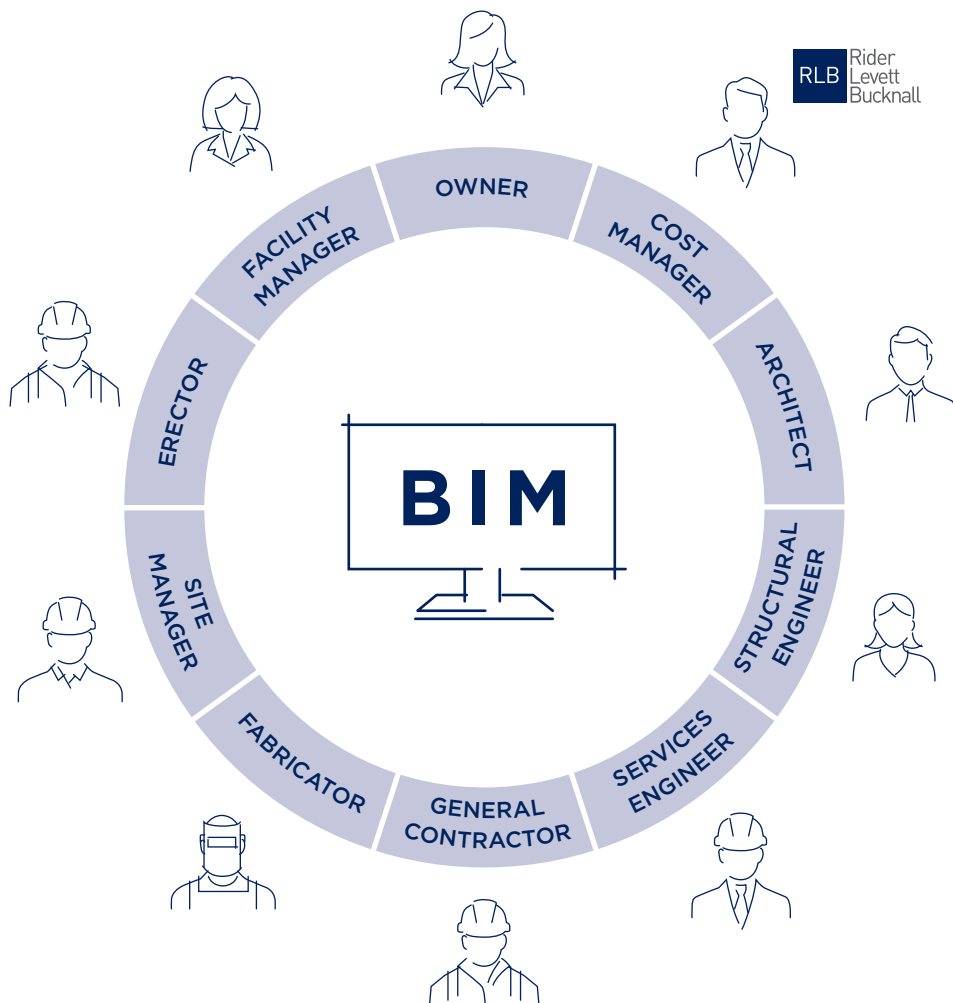 RLB
Rider
Levett
Bucknall
OWNER
COST
MANAGER
ARCHITECT
STRUCTURAL
ENGINEER
SERVICES
ENGINEER
GENERAL
CONTRACTOR
FABRICATOR
SITE
MANAGER
ERECTOR
FACILITY
MANAGER
BIM